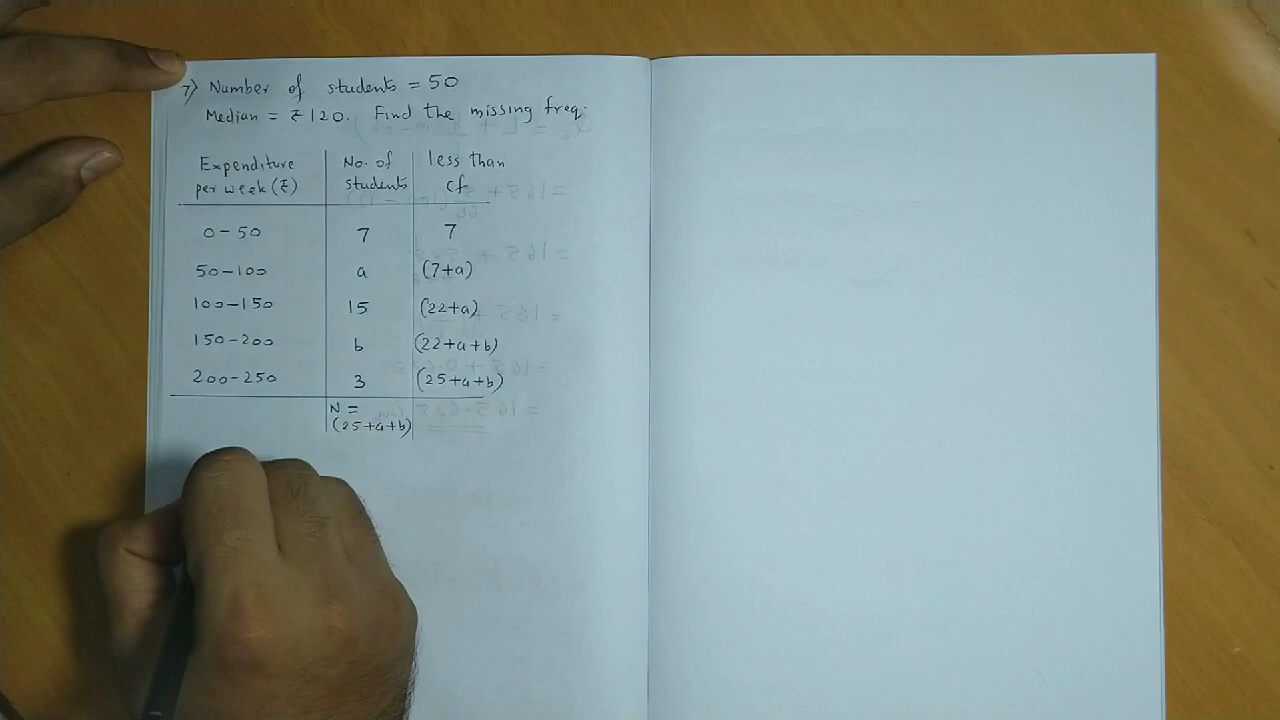 7) Number of students = 50
Median = ₹120. Find the missing freq.
Expenditure per week (₹) No. of students less than cf
0-50 7 7
50-100 a (7+a)
100-150 15 (22+a)
150-200 b (22+a+b)
200-250 3 (25+a+b)
N =
(25+a+b)